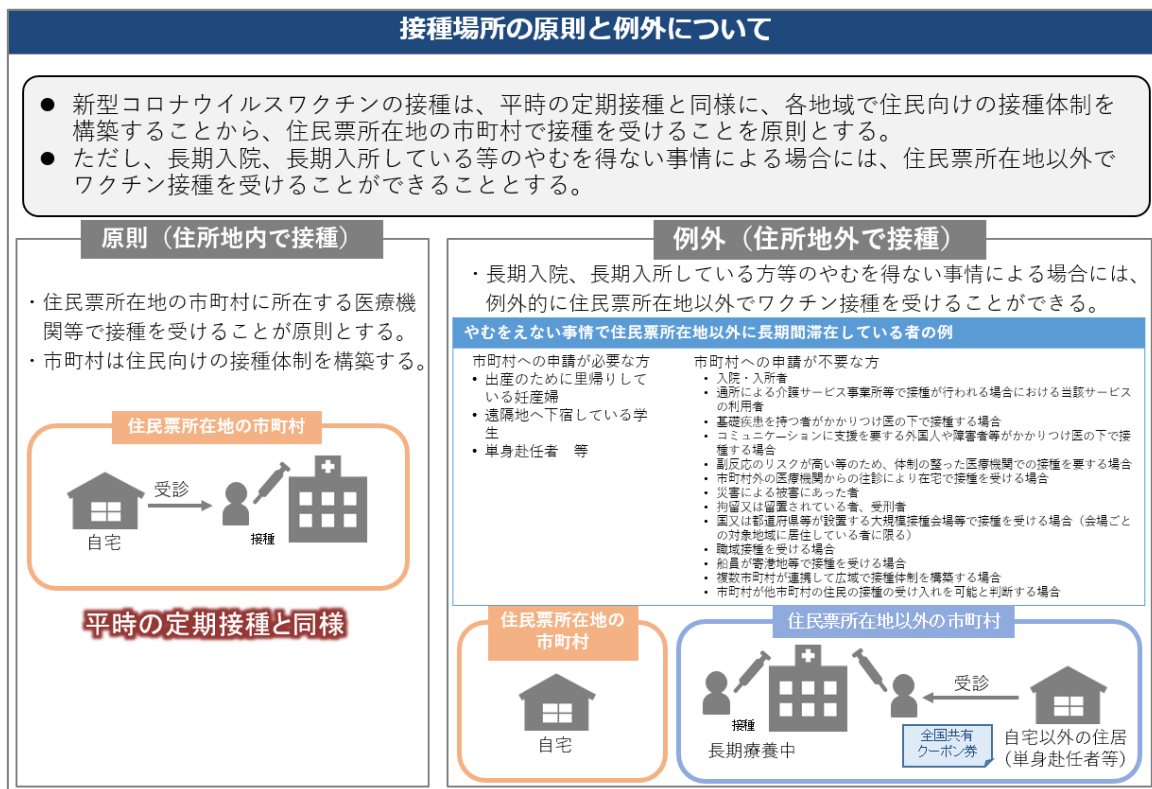 接種場所の原則と例外について
● 新型コロナウイルスワクチンの接種は、平時の定期接種と同様に、各地域で住民向けの接種体制を
構築することから、住民票所在地の市町村で接種を受けることを原則とする。
● ただし、長期入院、長期入所している等のやむを得ない事情による場合には、住民票所在地以外で
ワクチン接種を受けることができることとする。
原則（住所地内で接種）
・住民票所在地の市町村に所在する医療機
関等で接種を受けることが原則とする。
・市町村は住民向けの接種体制を構築する。
住民票所在地の市町村
受診
自宅
接種
平時の定期接種と同様
例外（住所地外で接種）
・長期入院、長期入所している方等のやむを得ない事情による場合には、
例外的に住民票所在地以外でワクチン接種を受けることができる。
やむをえない事情で住民票所在地以外に長期間滞在している者の例
市町村への申請が必要な方
• 出産のために里帰りして
いる妊産婦
• 遠隔地へ下宿している学
生
• 単身赴任者　等
市町村への申請が不要な方
• 入院・入所者
• 通所による介護サービス事業所等で接種が行われる場合における当該サービス
の利用者
• 基礎疾患を持つ者がかかりつけ医の下で接種する場合
• コミュニケーションに支援を要する外国人や障害者等がかかりつけ医の下で接
種する場合
• 副反応のリスクが高い等のため、体制の整った医療機関での接種を要する場合
• 市町村外の医療機関からの往診により在宅で接種を受ける場合
• 災害による被害にあった者
• 拘留又は留置されている者、受刑者
• 国又は都道府県等が設置する大規模接種会場等で接種を受ける場合（会場ごと
の対象地域に居住している者に限る）
• 職域接種を受ける場合
• 船員が寄港地等で接種を受ける場合
• 複数市町村が連携して広域で接種体制を構築する場合
• 市町村が他市町村の住民の接種の受け入れを可能と判断する場合
住民票所在地の
市町村
自宅
住民票所在地以外の市町村
接種
長期療養中
受診
全国共有
クーポン券
自宅以外の住居
（単身赴任者等）